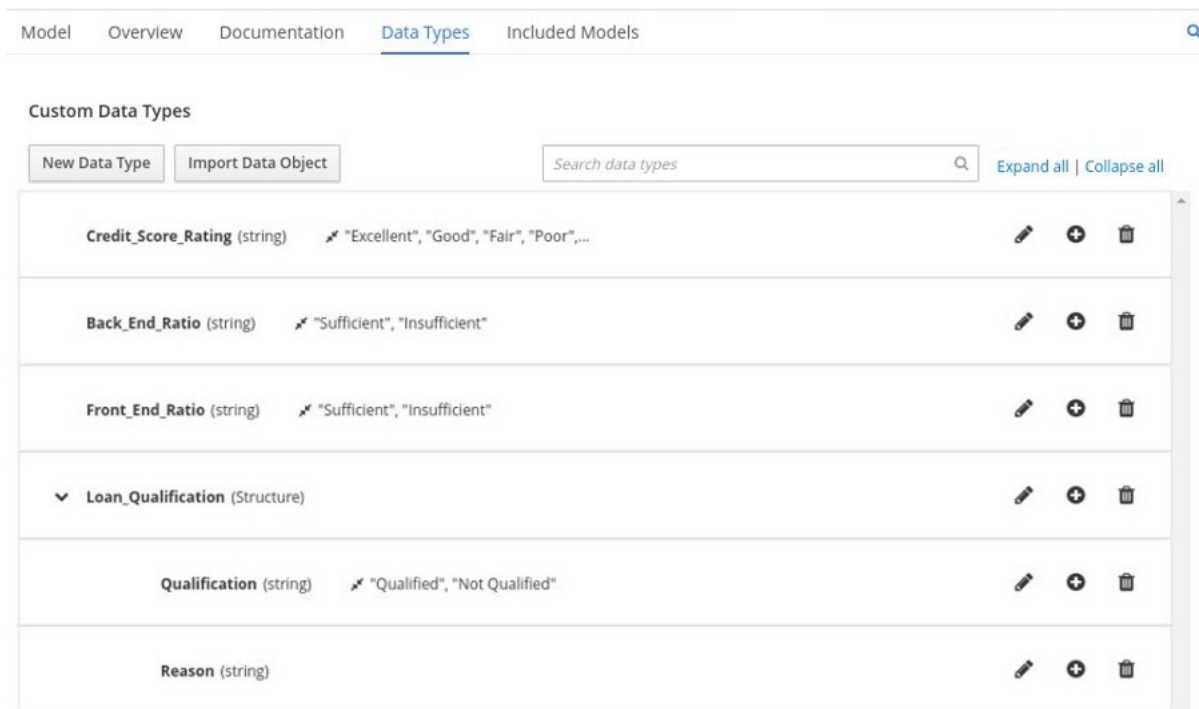 Model Overview Documentation Data Types Included Models
Custom Data Types
New Data Type Import Data Object Search data types Expand all | Collapse all
Credit_Score_Rating (string) "Excellent", "Good", "Fair", "Poor",...
Back_End_Ratio (string) "Sufficient", "Insufficient"
Front_End_Ratio (string) "Sufficient", "Insufficient"
Loan_Qualification (Structure)
Qualification (string) "Qualified", "Not Qualified"
Reason (string)